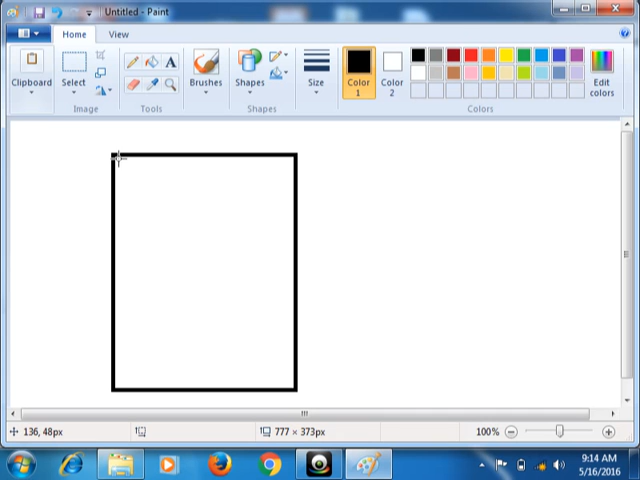 Untitled - Paint
Home View
Clipboard Select Brushes Shapes Size Color 1 Color 2 Edit colors
Image Tools Shapes Colors
136, 48px 777 × 373px 100%
9:14 AM
5/16/2016